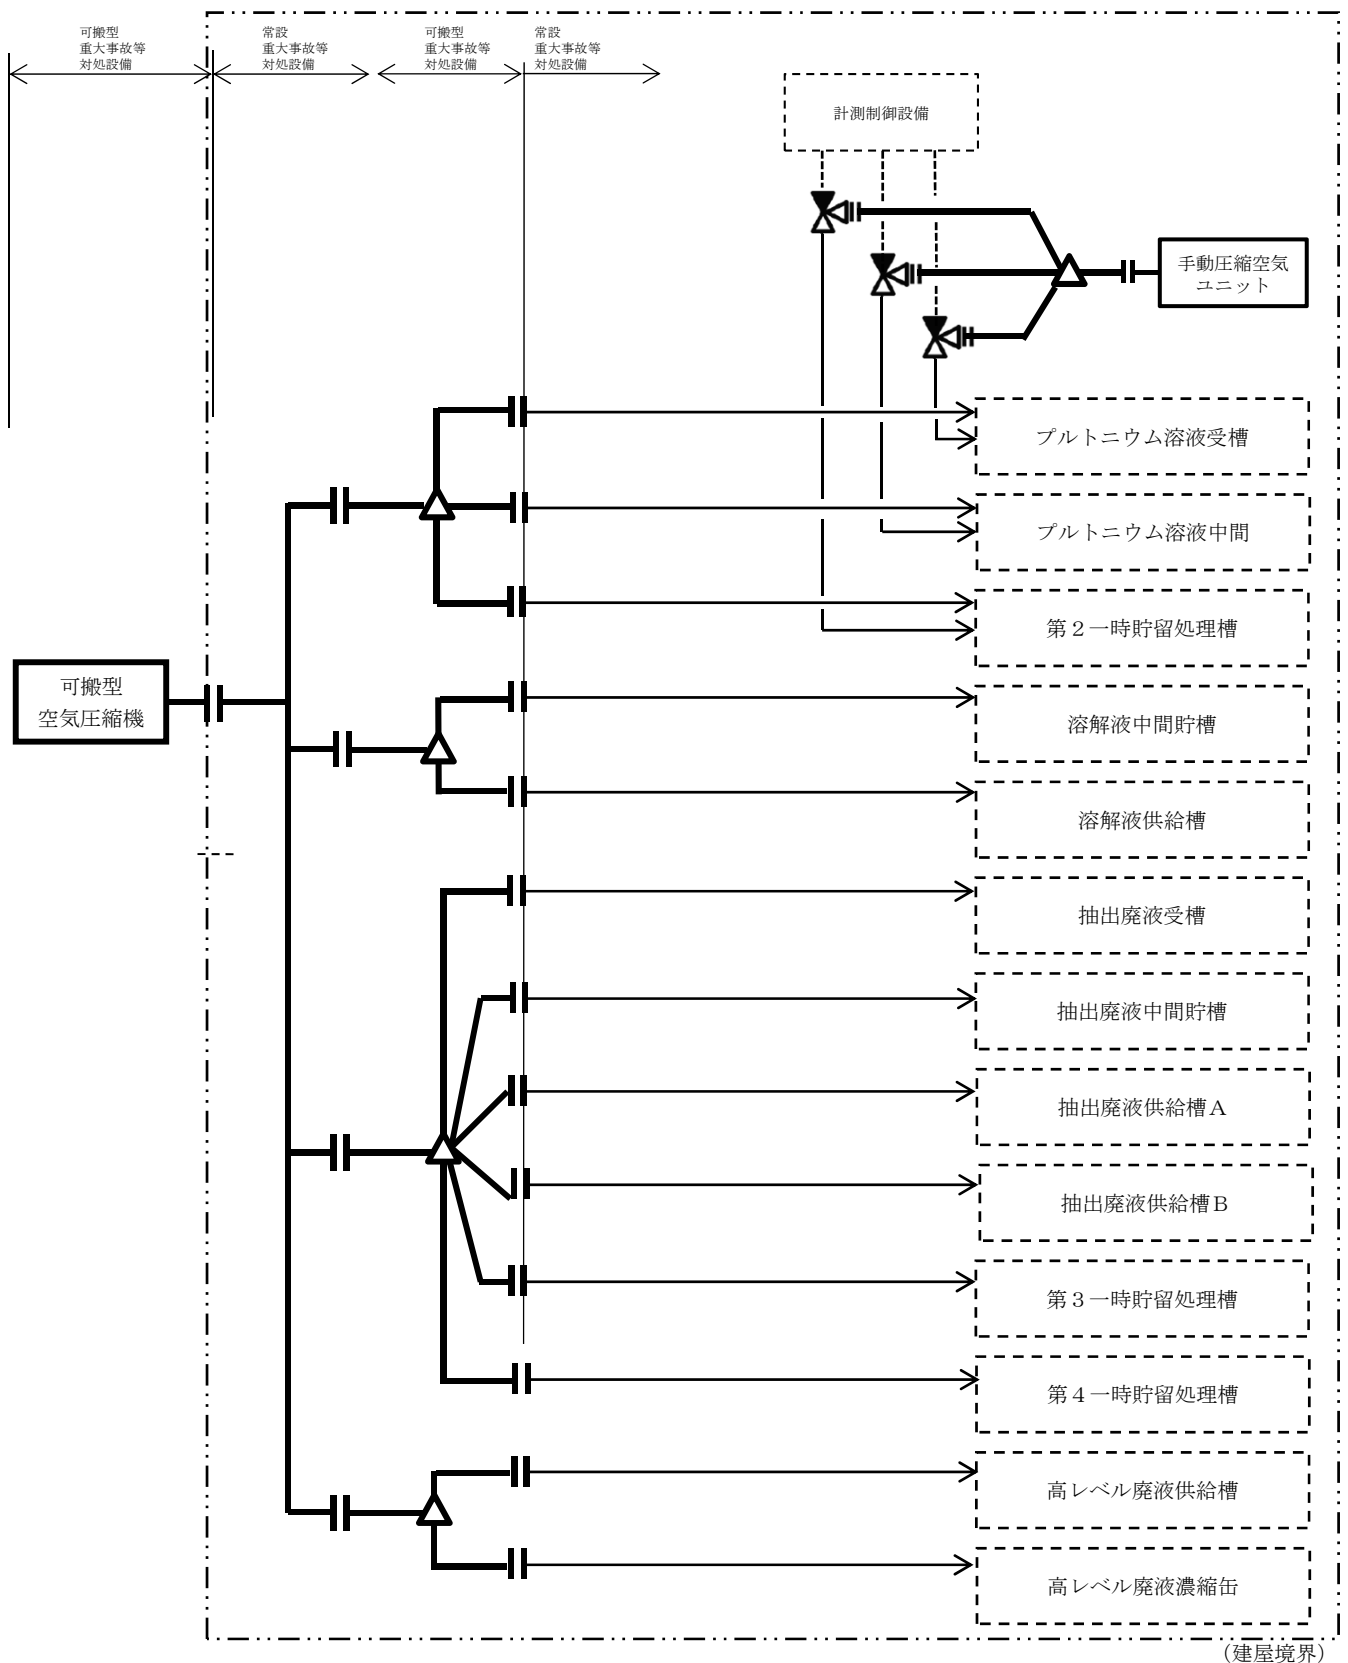 可搬型
重大事故等
対処設備
常設
重大事故等
対処設備
可搬型
重大事故等
対処設備
常設
重大事故等
対処設備
計測制御設備
手動圧縮空気
ユニット
プルトニウム溶液受槽
プルトニウム溶液中間
第２一時貯留処理槽
可搬型
空気圧縮機
溶解液中間貯槽
溶解液供給槽
抽出廃液受槽
抽出廃液中間貯槽
抽出廃液供給槽Ａ
抽出廃液供給槽Ｂ
第３一時貯留処理槽
第４一時貯留処理槽
高レベル廃液供給槽
高レベル廃液濃縮缶
（建屋境界）